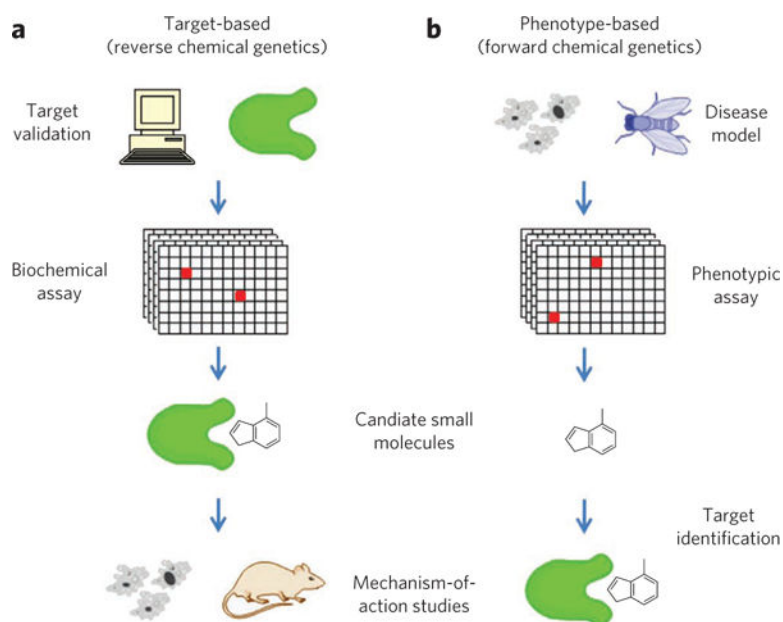 a
Target-based
(reverse chemical genetics)
b
Phenotype-based
(forward chemical genetics)
Target
validation
Disease
model
Biochemical
assay
Phenotypic
assay
Candiate small
molecules
Target
identification
Mechanism-of-
action studies